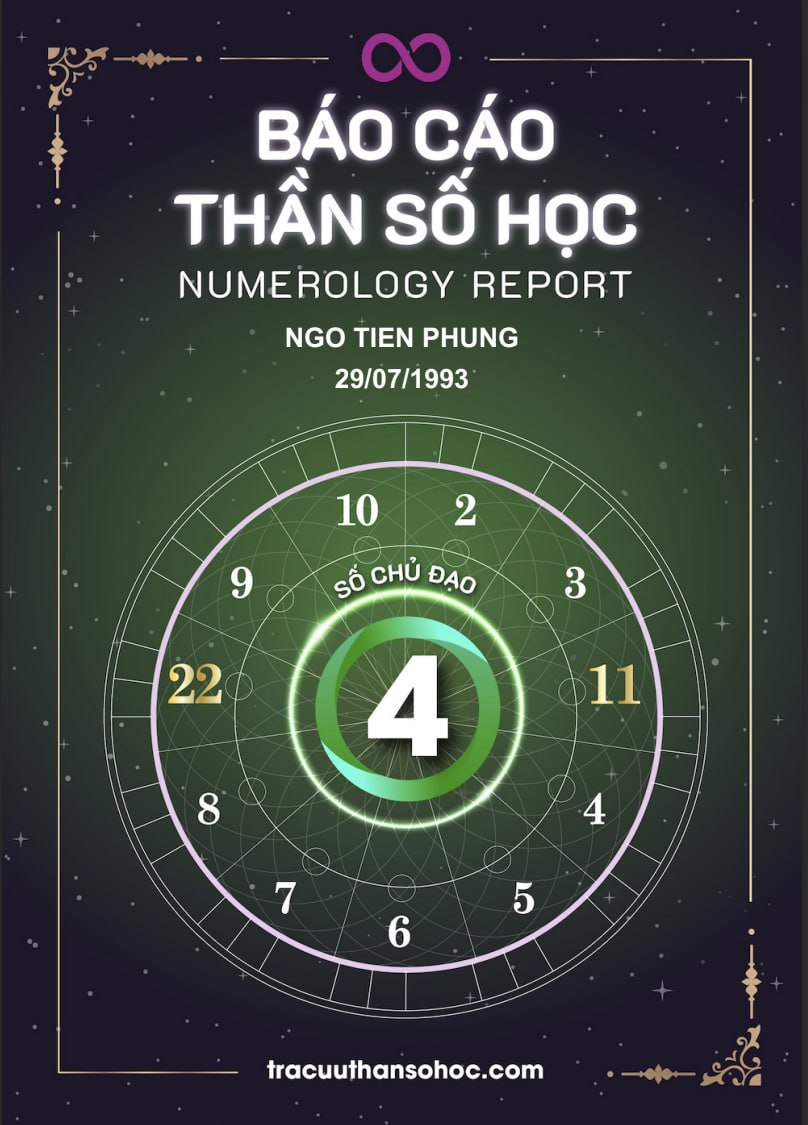 BÁO CÁO
THẦN SỐ HỌC
NUMEROLOGY REPORT
NGO TIEN PHUNG
29/07/1993
10 2
9 3
SỐ CHỦ ĐẠO
22 4 11
8 4
7 5
6
tracuuthansohoc.com